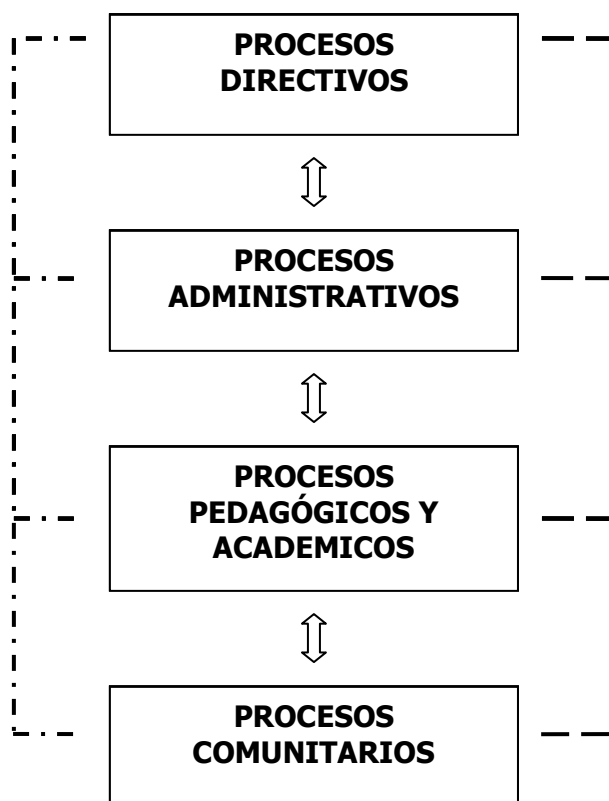 PROCESOS
DIRECTIVOS
PROCESOS
ADMINISTRATIVOS
PROCESOS
PEDAGÓGICOS Y
ACADEMICOS
PROCESOS
COMUNITARIOS